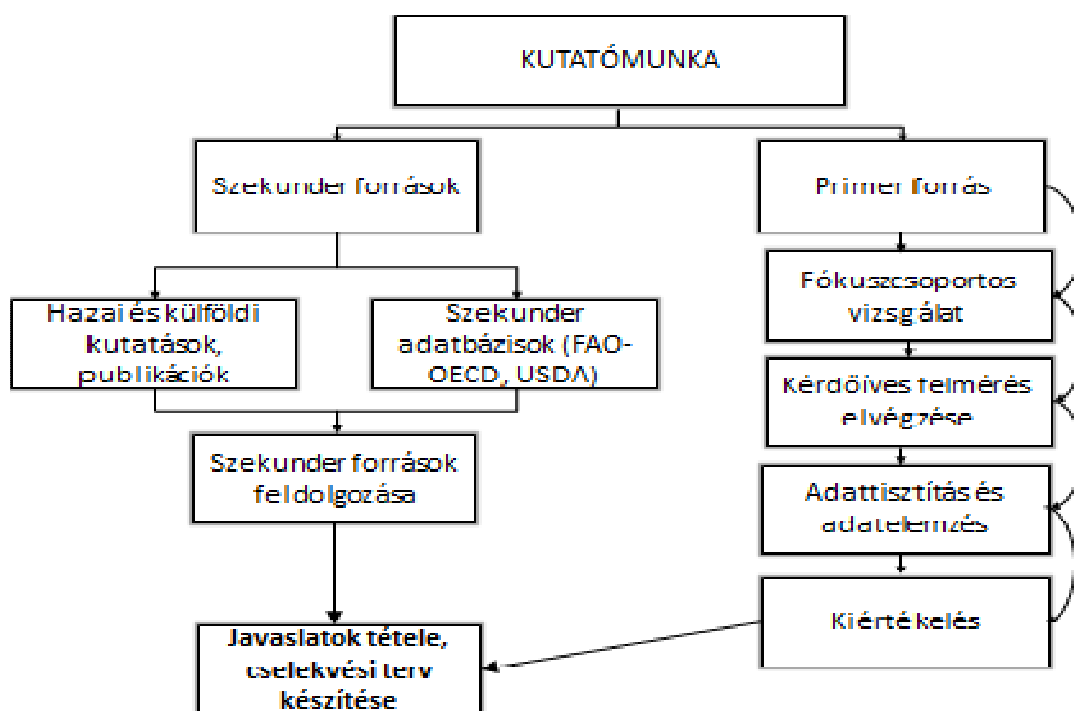 KUTATÓMUNKA
Szekunder források
Primer forrás
Hazai és külföldi
kutatások,
publikációk
Szekunder
adatbázisok (FAO-
OECD, USDA)
Szekunder források
feldolgozása
Fókuszcsoportos
vizsgálat
Kérdőíves felmérés
elvégzése
Adattisztítás és
adatelemzés
Kiértékelés
Javaslatok tétele,
cselekvési terv
készítése